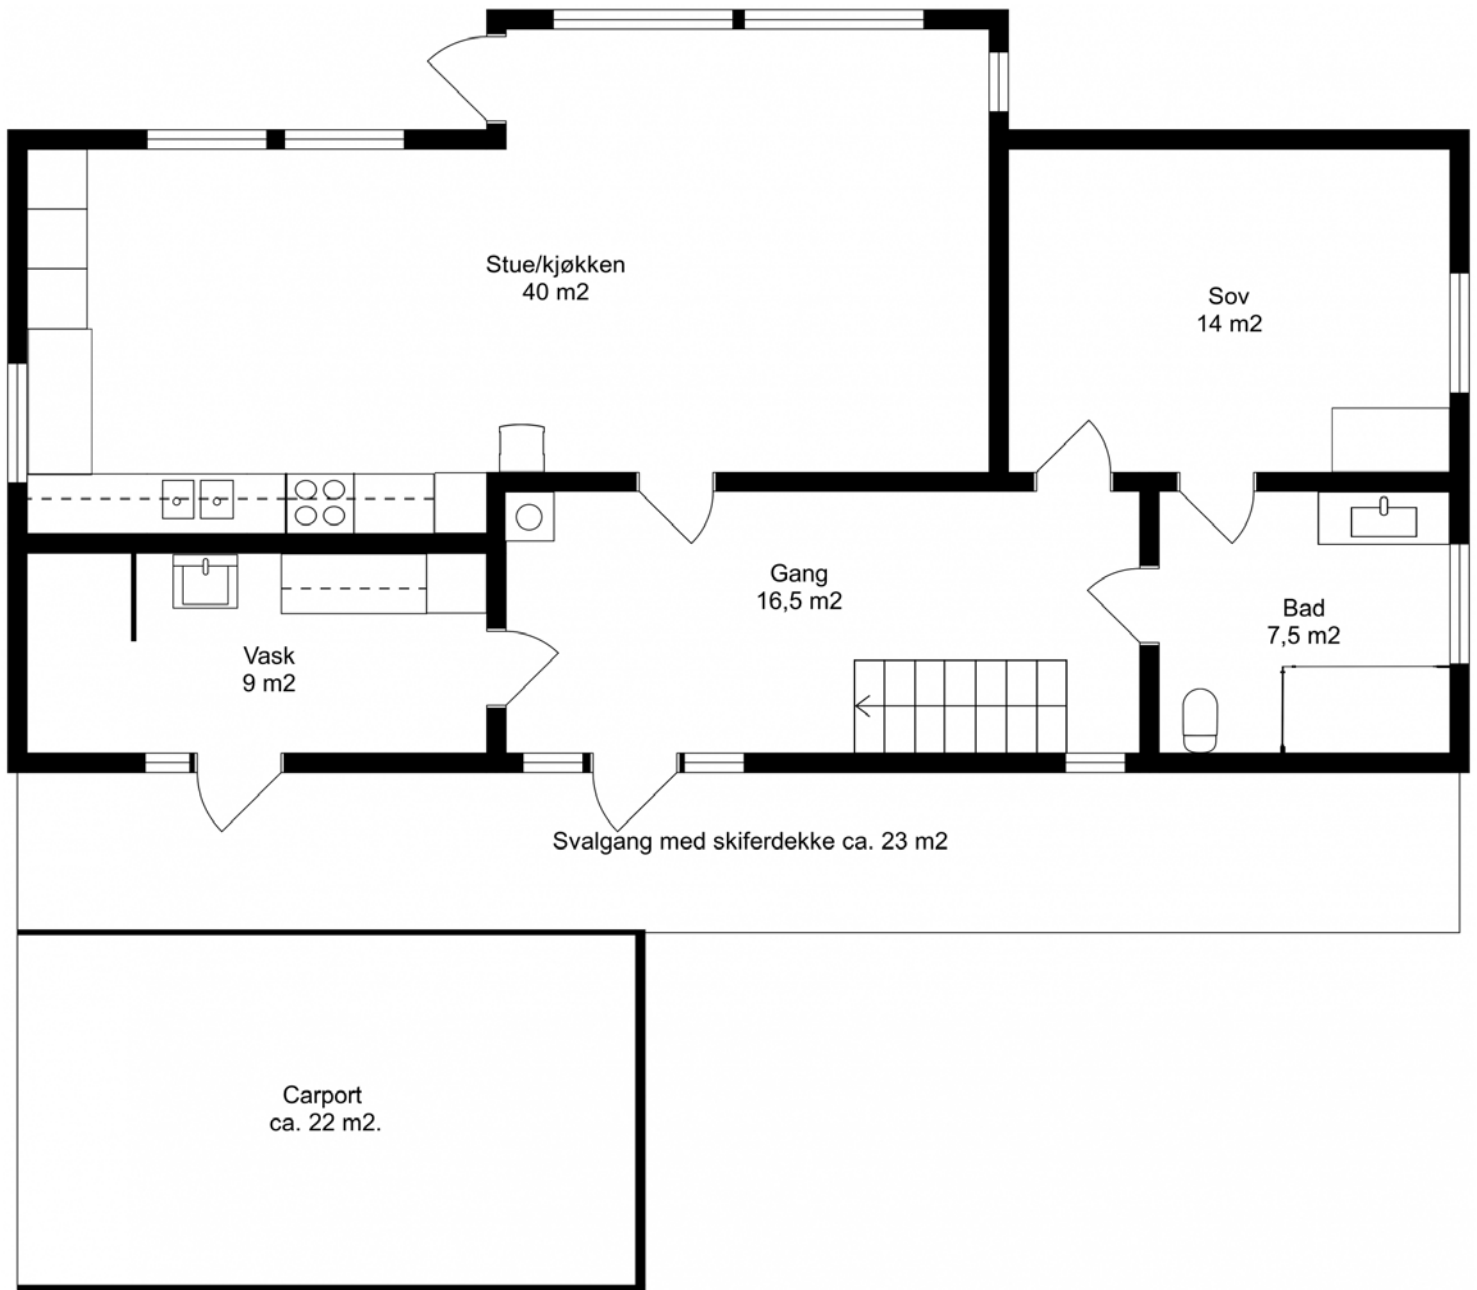 Stue/kjøkken
40 m2
Sov
14 m2
Gang
16,5 m2
Bad
7,5 m2
Vask
9 m2
Svalgang med skiferdekke ca. 23 m2
Carport
ca. 22 m2.